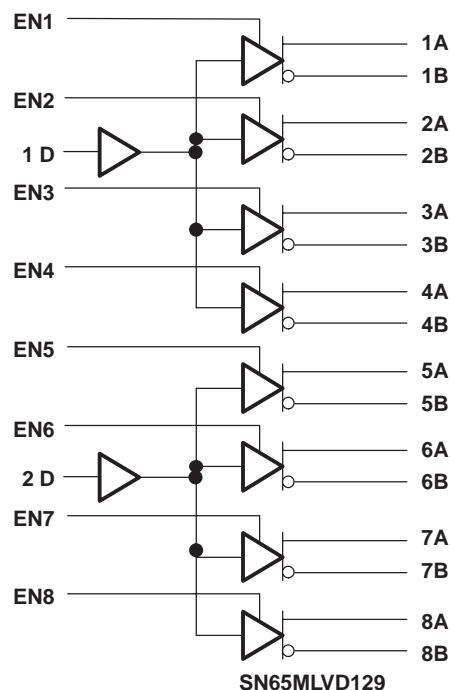 EN1
1A
1B
EN2
2A
1 D
2B
EN3
3A
3B
EN4
4A
4B
EN5
5A
5B
EN6
6A
2 D
6B
EN7
7A
7B
EN8
8A
8B
SN65MLVD129